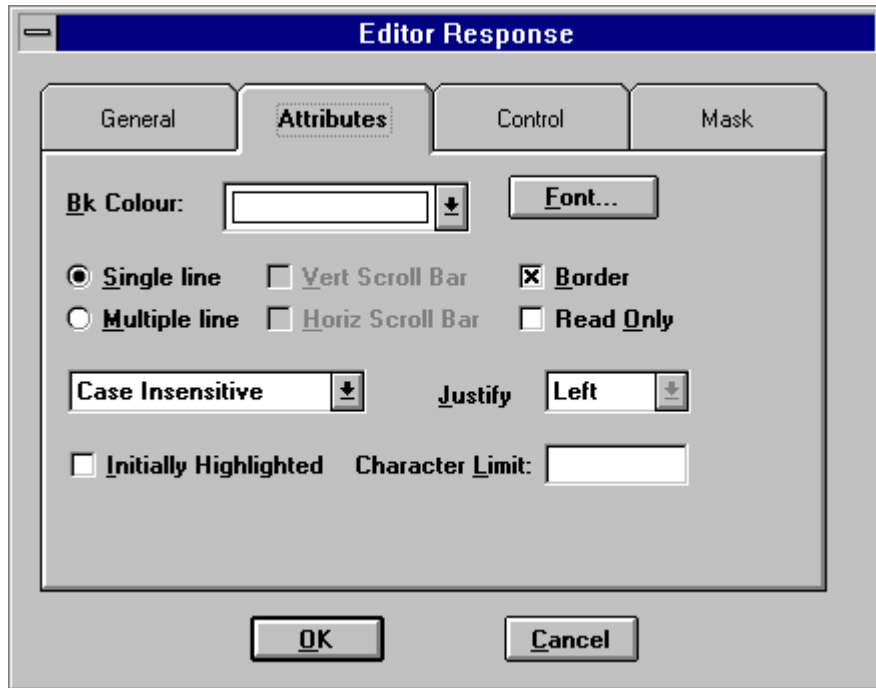 Editor Response
General Attributes Control Mask
Bk Colour: Font...
Single line Vert Scroll Bar Border
Multiple line Horiz Scroll Bar Read Only
Case Insensitive Justify Left
Initially Highlighted Character Limit:
OK Cancel